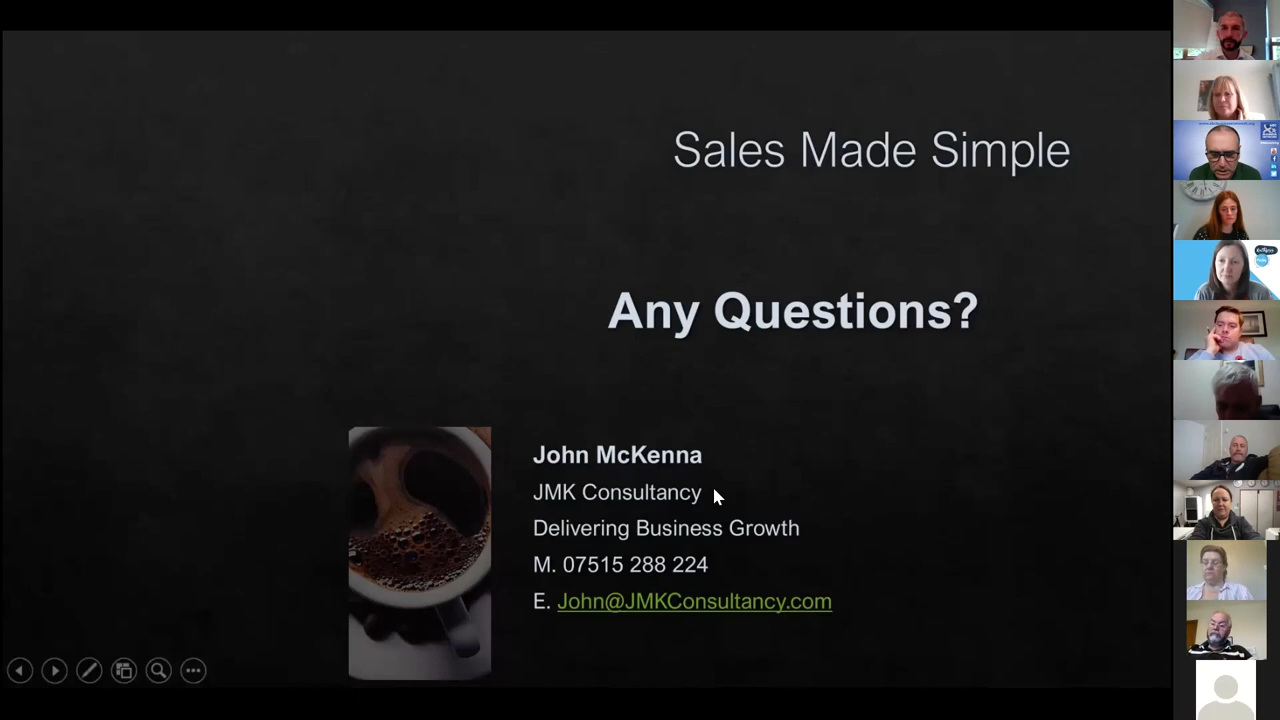 Sales Made Simple
Any Questions?
John McKenna
JMK Consultancy
Delivering Business Growth
M. 07515 288 224
E. John@JMKConsultancy.com